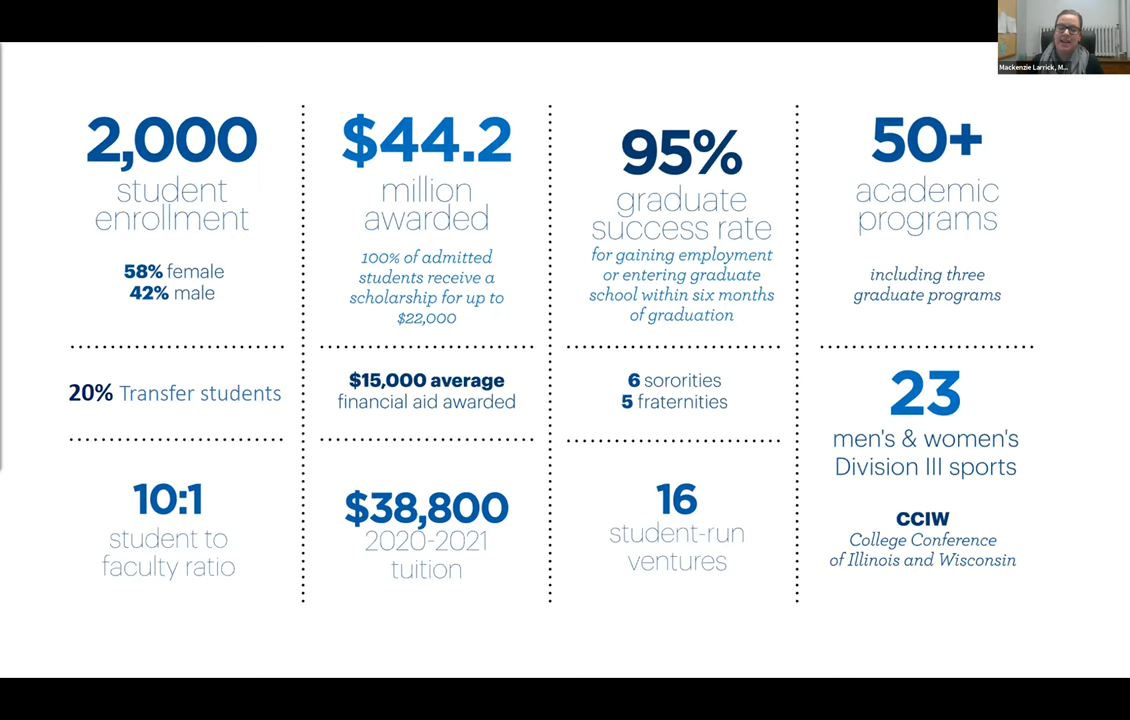 Mackenzie Larrick, M...
2,000
student
enrollment
58% female
42% male
20% Transfer students
10:1
student to
faculty ratio
$44.2
million
awarded
100% of admitted
students receive a
scholarship for up to
$22,000
$15,000 average
financial aid awarded
$38,800
2020-2021
tuition
95%
graduate
success rate
for gaining employment
or entering graduate
school within six months
of graduation
6 sororities
5 fraternities
16
student-run
ventures
50+
academic
programs
including three
graduate programs
23
men's & women's
Division III sports
CCIW
College Conference
of Illinois and Wisconsin